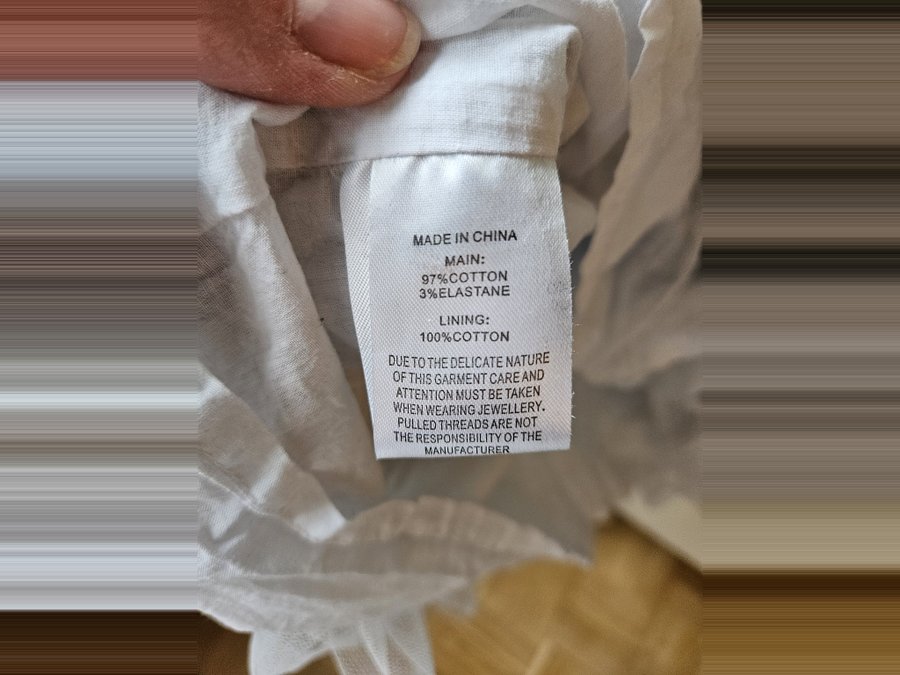 MADE IN CHINA
MAIN:
97%COTTON
3%ELASTANE
LINING:
100%COTTON
DUE TO THE DELICATE NATURE
OF THIS GARMENT CARE AND
ATTENTION MUST BE TAKEN
WHEN WEARING JEWELLERY.
PULLED THREADS ARE NOT
THE RESPONSIBILITY OF THE
MANUFACTURER